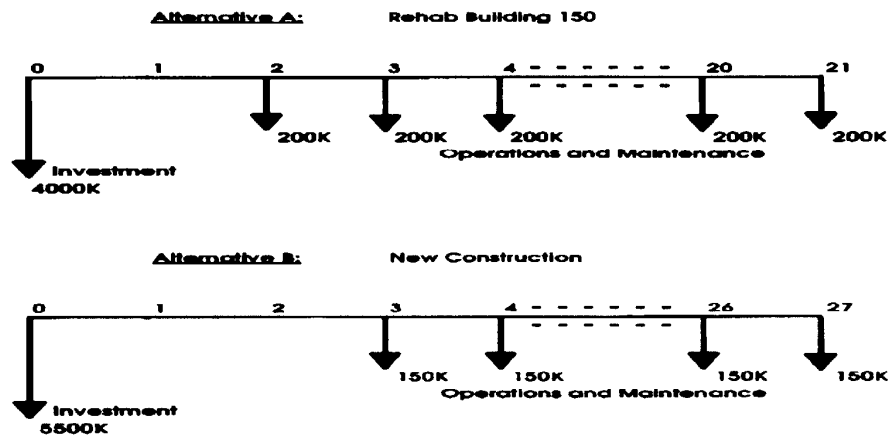 Alternative A: Rehab Building 150
0 1 2 3 4 20 21
200K 200K 200K 200K 200K
Operations and Maintenance
Investment
4000K
Alternative B: New Construction
0 1 2 3 4 26 27
150K 150K 150K 150K
Operations and Maintenance
Investment
5500K